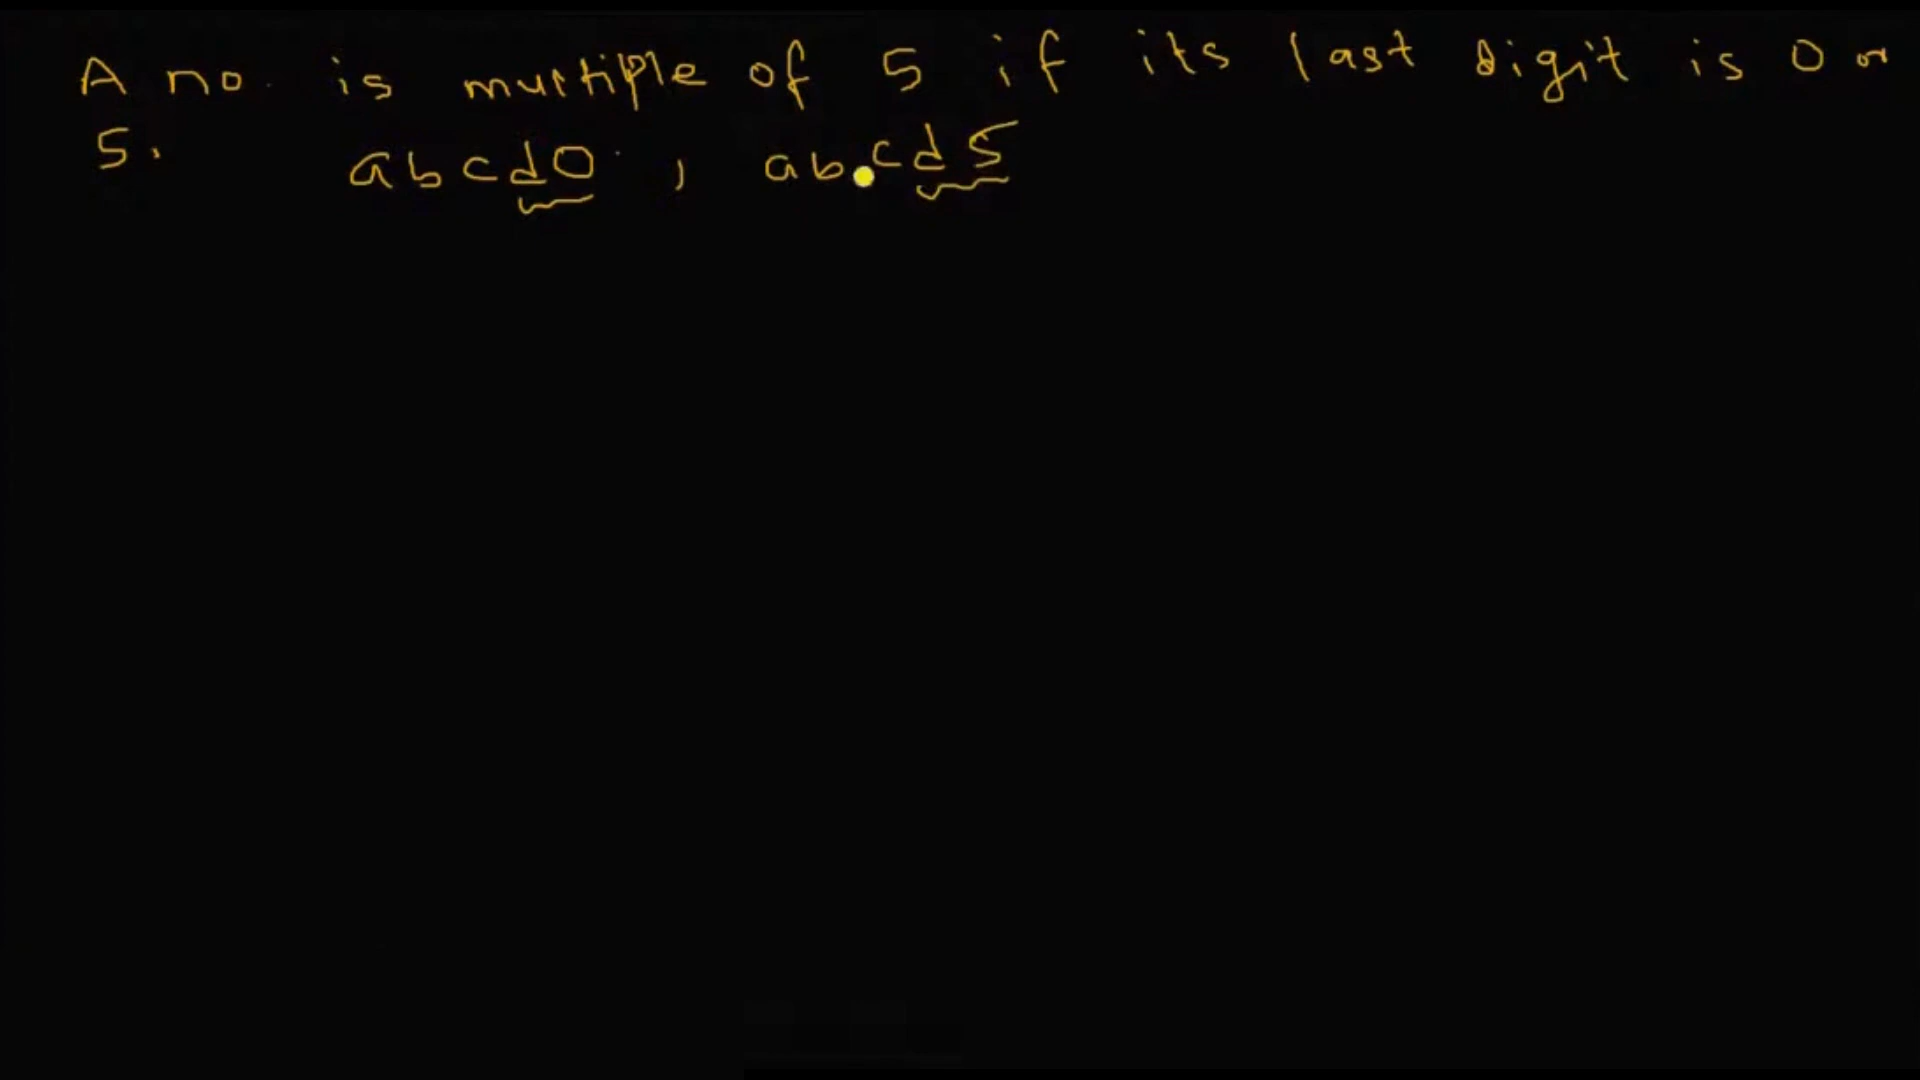 A no. is multiple of 5 if its last digit is 0 or
5. abcd0, abcd5